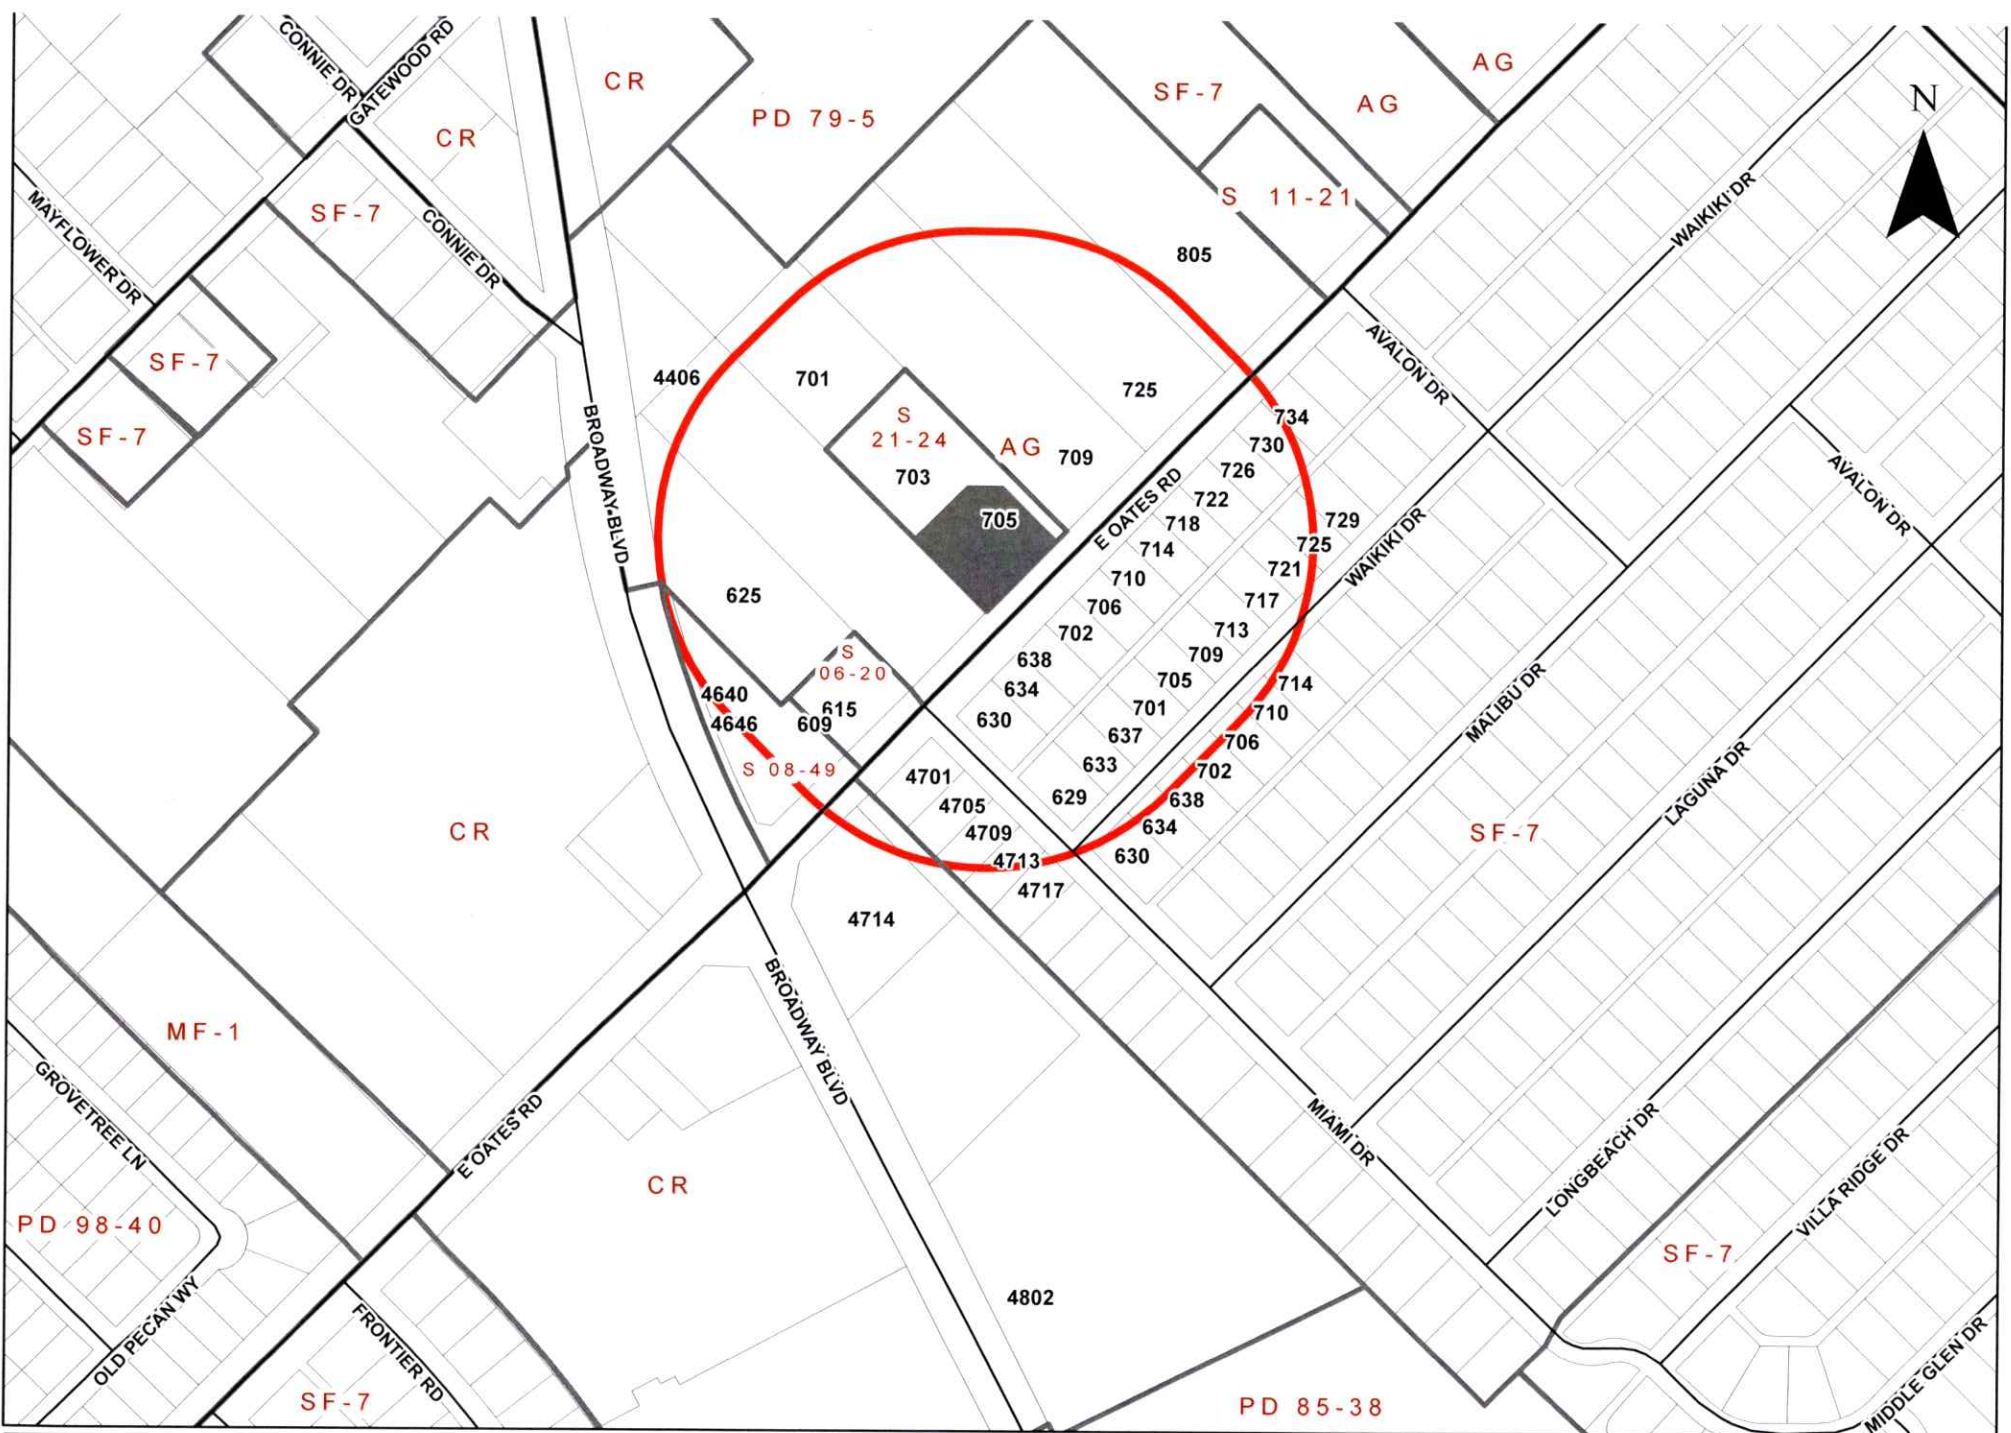 CONNIE DR
GATEWOOD RD
CR
CR
PD 79-5
SF-7
AG
AG
N
MAYFLOWER DR
SF-7
CONNIE DR
S 11-21
WAIKIKI DR
805
SF-7
SF-7
4406
701
725
AVALON DR
BROADWAY BLVD
S
21-24
703
AG
709
705
E OATES RD
734
730
726
722
718
714
710
706
702
638
634
630
729
725
721
717
713
709
705
701
637
633
629
WAIKIKI DR
AVALON DR
625
S
06-20
615
609
4640
4646
S 08-49
714
710
706
702
638
634
630
4701
4705
4709
4713
4717
4714
MALIBU DR
LAGUNA DR
SF-7
CR
BROADWAY BLVD
MF-1
GROVETREE LN
E OATES RD
MIAMI DR
LONGBEACH DR
VILLA RIDGE DR
CR
PD 98-40
SF-7
OLD PECAN WY
FRONTIER RD
4802
SF-7
PD 85-38
MIDDLE GLEN DR